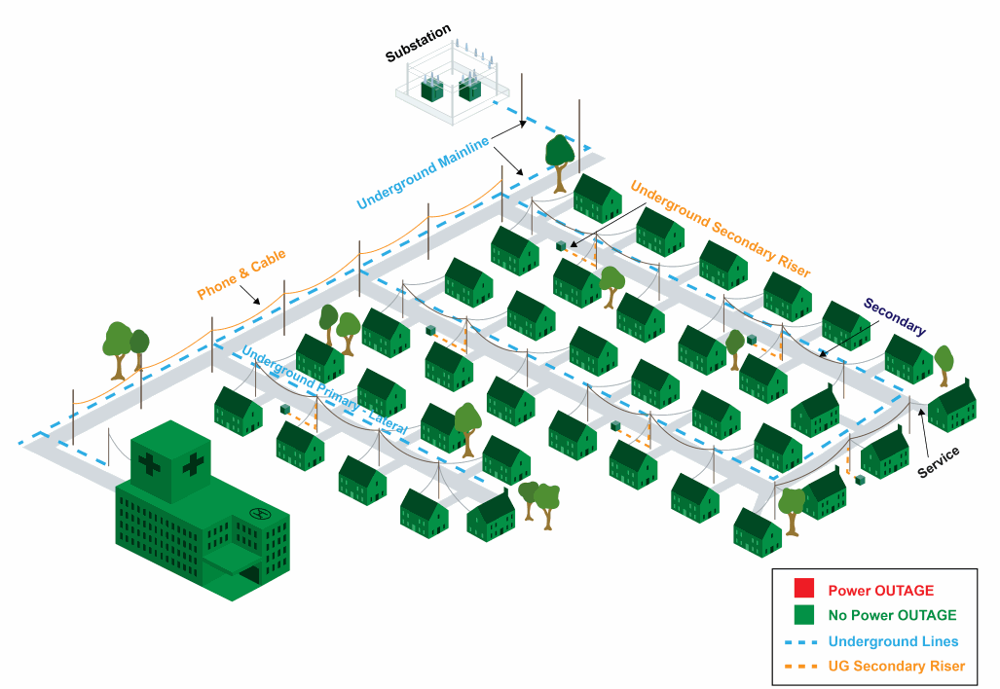 Substation
Underground Mainline
Underground Secondary Riser
Phone & Cable
Secondary
Underground Primary - Lateral
Service
H
Power OUTAGE
No Power OUTAGE
Underground Lines
UG Secondary Riser